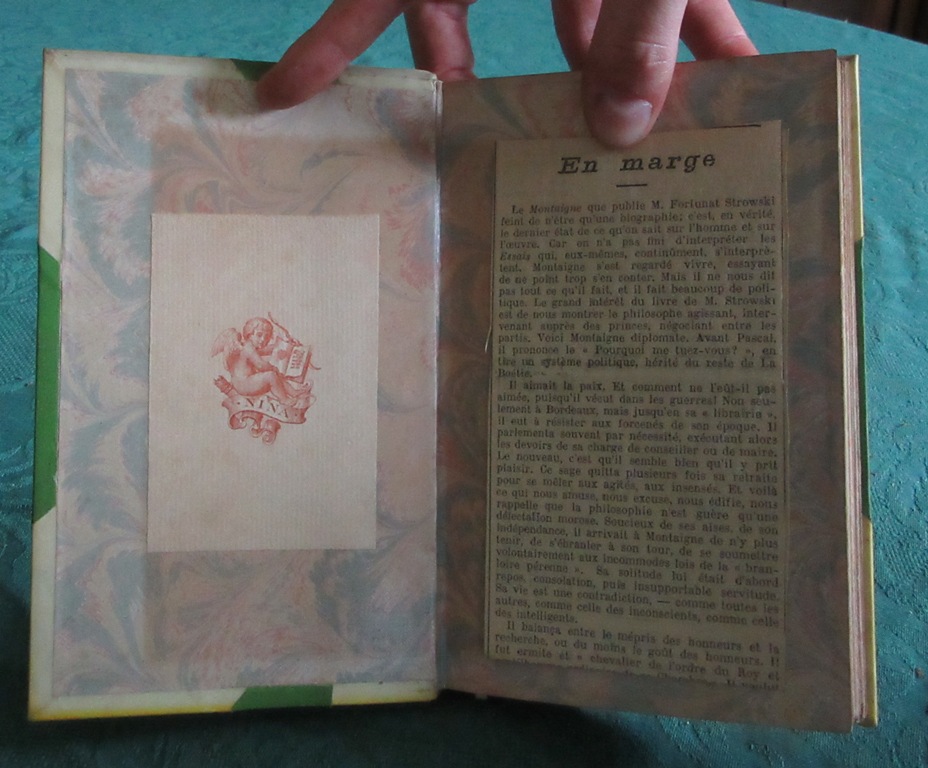 NINA
En marge
Le Montaigne que publie M. Fortunat Strowski
feint de n'être qu'une biographie; c'est, en vérité,
le dernier état de ce qu'on sait sur l'homme et sur
l'œuvre. Car on n'a pas fini d'interpréter les
Essais qui, eux-mêmes, continûment, s'interprè-
tent. Montaigne s'est regardé vivre, essayant
de ne point trop s'en conter. Mais il ne nous dit
pas tout ce qu'il fait, et il fait beaucoup de poli-
tique. Le grand intérêt du livre de M. Strowski
est de nous montrer le philosophe agissant, inter-
venant auprès des princes, négociant entre les
partis. Voici Montaigne diplomate. Avant Pascal,
il prononce le « Pourquoi me tuez-vous? », en
tire un système politique, hérité du reste de La
Boétie.
Il aimait la paix. Et comment ne l'eût-il pas
aimée, puisqu'il vécut dans les guerres! Non seu-
lement à Bordeaux, mais jusqu'en sa « librairie »,
il eut à résister aux forcenés de son époque. Il
parlementa souvent par nécessité, exécutant alors
les devoirs de sa charge de conseiller ou de maire.
Le nouveau, c'est qu'il semble bien qu'il y prit
plaisir. Ce sage quitta plusieurs fois sa retraite
pour se mêler aux agités, aux insensés. Et voilà
ce qui nous amuse, nous excuse, nous édifie, nous
rappelle que la philosophie n'est guère qu'une
délectation morose. Soucieux de ses aises, de son
indépendance, il arrivait à Montaigne de n'y plus
tenir, de s'ébranler à son tour, de se soumettre
volontairement aux incommodes lois de la « bran-
loire pérenne ». Sa solitude lui était d'abord
repos, consolation, puis insupportable servitude.
Sa vie est une contradiction, — comme toutes les
autres, comme celle des inconscients, comme celle
des intelligents.
Il balança entre le mépris des honneurs et la
recherche, ou du moins le goût des honneurs. Il
fut ermite et « chevalier de l'ordre du Roy et